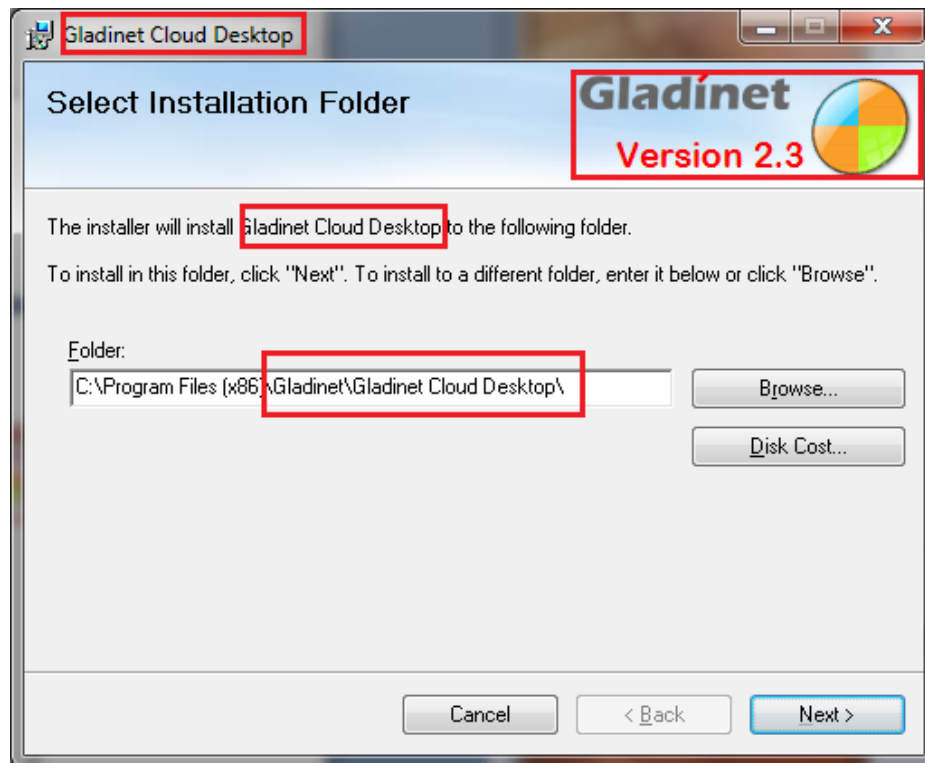 Gladinet Cloud Desktop
Select Installation Folder
Gladinet
Version 2.3
The installer will install Gladinet Cloud Desktop to the following folder.
To install in this folder, click "Next". To install to a different folder, enter it below or click "Browse".
Folder:
C:\Program Files (x86)\Gladinet\Gladinet Cloud Desktop\
Browse...
Disk Cost...
Cancel
< Back
Next >